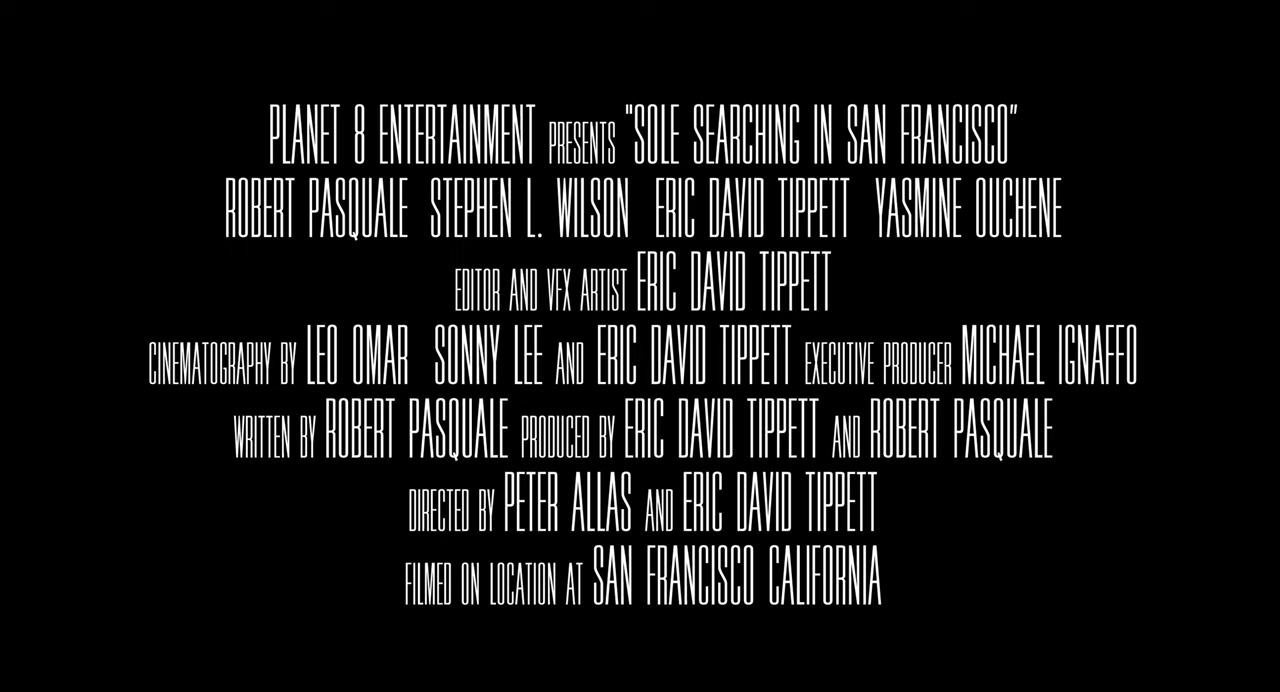 PLANET 8 ENTERTAINMENT PRESENTS "SOLE SEARCHING IN SAN FRANCISCO"
ROBERT PASQUALE STEPHEN L. WILSON ERIC DAVID TIPPETT YASMINE OUCHENE
EDITOR AND VFX ARTIST ERIC DAVID TIPPETT
CINEMATOGRAPHY BY LEO OMAR SONNY LEE AND ERIC DAVID TIPPETT EXECUTIVE PRODUCER MICHAEL IGNAFFO
WRITTEN BY ROBERT PASQUALE PRODUCED BY ERIC DAVID TIPPETT AND ROBERT PASQUALE
DIRECTED BY PETER ALLAS AND ERIC DAVID TIPPETT
FILMED ON LOCATION AT SAN FRANCISCO CALIFORNIA